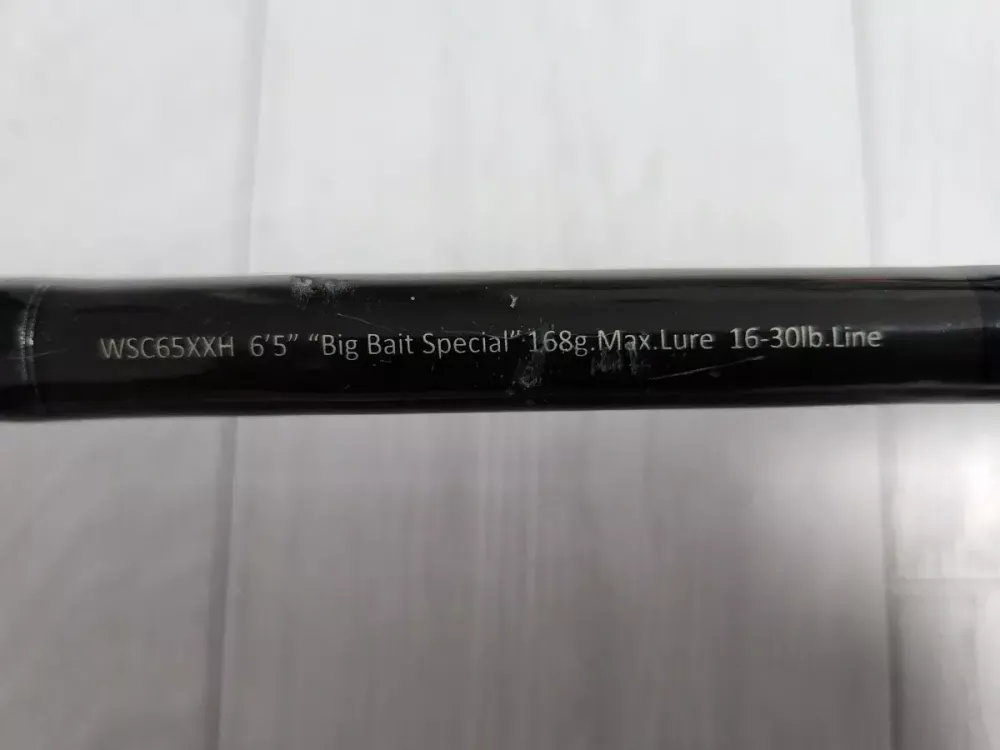 WSC65XXH 6’5” “Big Bait Special“ 168g.Max.Lure 16-30lb.Line